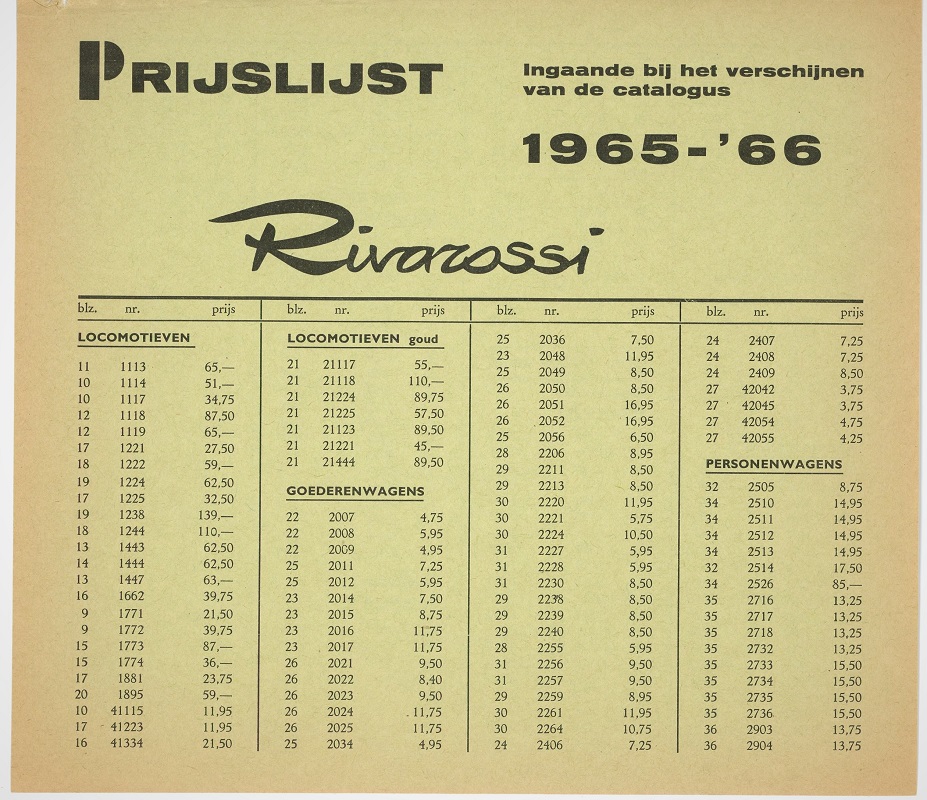 PRIJSLIJST
Ingaande bij het verschijnen
van de catalogus
1965-'66
Rivarossi
blz. nr. prijs
LOCOMOTIEVEN
11 1113 65,—
10 1114 51,—
10 1117 34,75
12 1118 87,50
12 1119 65,—
17 1221 27,50
18 1222 59,—
19 1224 62,50
17 1225 32,50
19 1238 139,—
18 1244 110,—
13 1443 62,50
14 1444 62,50
13 1447 63,—
16 1662 39,75
9 1771 21,50
9 1772 39,75
15 1773 87,—
15 1774 36,—
17 1881 23,75
20 1895 59,—
10 41115 11,95
17 41223 11,95
16 41334 21,50
blz. nr. prijs
LOCOMOTIEVEN goud
21 21117 55,—
21 21118 110,—
21 21224 89,75
21 21225 57,50
21 21123 89,50
21 21221 45,—
21 21444 89,50
GOEDERENWAGENS
22 2007 4,75
22 2008 5,95
22 2009 4,95
25 2011 7,25
25 2012 5,95
23 2014 7,50
23 2015 8,75
23 2016 11,75
23 2017 11,75
26 2021 9,50
26 2022 8,40
26 2023 9,50
26 2024 11,75
26 2025 11,75
25 2034 4,95
blz. nr. prijs
25 2036 7,50
23 2048 11,95
25 2049 8,50
26 2050 8,50
26 2051 16,95
26 2052 16,95
25 2056 6,50
28 2206 8,95
29 2211 8,50
29 2213 8,50
30 2220 11,95
30 2221 5,75
30 2224 10,50
31 2227 5,95
31 2228 5,95
31 2230 8,50
29 2238 8,50
29 2239 8,50
29 2240 8,50
28 2255 5,95
31 2256 9,50
31 2257 9,50
29 2259 8,95
30 2261 11,95
30 2264 10,75
24 2406 7,25
blz. nr. prijs
24 2407 7,25
24 2408 7,25
24 2409 8,50
27 42042 3,75
27 42045 3,75
27 42054 4,75
27 42055 4,25
PERSONENWAGENS
32 2505 8,75
34 2510 14,95
34 2511 14,95
34 2512 14,95
34 2513 14,95
32 2514 17,50
34 2526 85,—
35 2716 13,25
35 2717 13,25
35 2718 13,25
35 2732 13,25
35 2733 15,50
35 2734 15,50
35 2735 15,50
35 2736 15,50
36 2903 13,75
36 2904 13,75